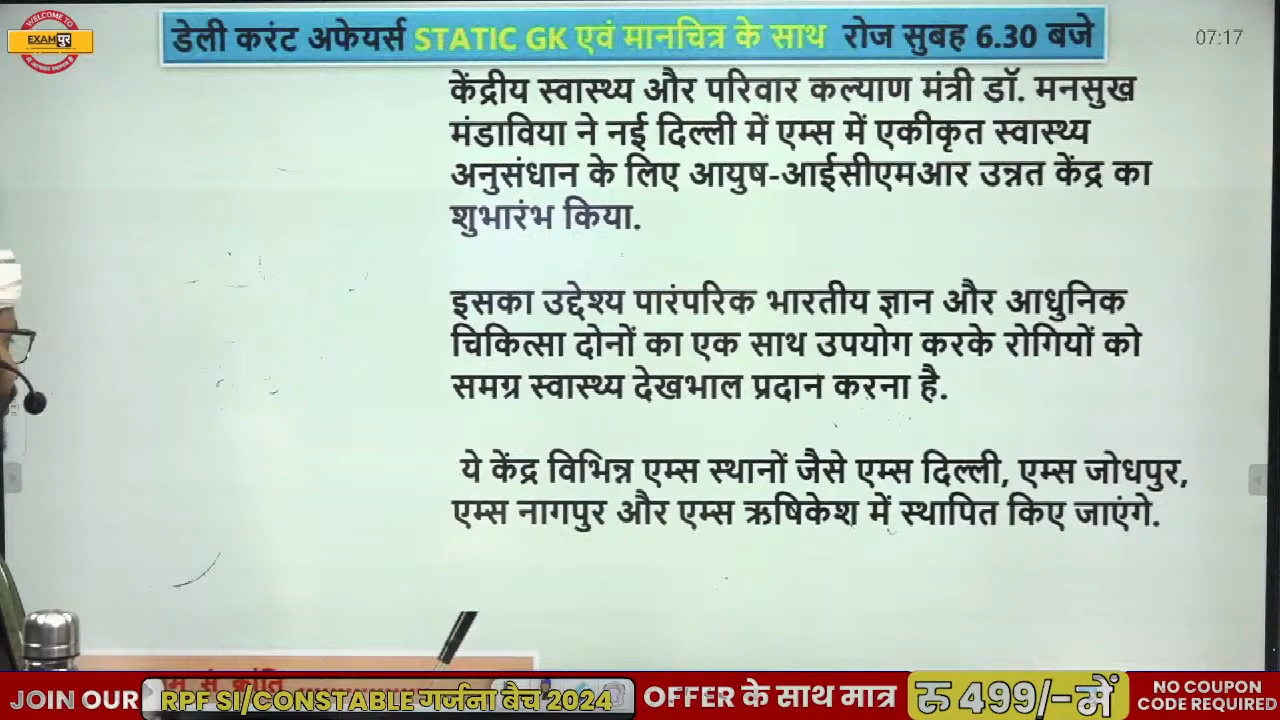 WELCOME TO
EXAMपुर
डेली करंट अफेयर्स STATIC GK एवं मानचित्र के साथ रोज सुबह 6.30 बजे
07:17
केंद्रीय स्वास्थ्य और परिवार कल्याण मंत्री डॉ. मनसुख
मंडाविया ने नई दिल्ली में एम्स में एकीकृत स्वास्थ्य
अनुसंधान के लिए आयुष-आईसीएमआर उन्नत केंद्र का
शुभारंभ किया.
इसका उद्देश्य पारंपरिक भारतीय ज्ञान और आधुनिक
चिकित्सा दोनों का एक साथ उपयोग करके रोगियों को
समग्र स्वास्थ्य देखभाल प्रदान करना है.
ये केंद्र विभिन्न एम्स स्थानों जैसे एम्स दिल्ली, एम्स जोधपुर,
एम्स नागपुर और एम्स ऋषिकेश में स्थापित किए जाएंगे.
JOIN OUR RPF SI/CONSTABLE गर्जना बैच 2024 OFFER के साथ मात्र रु 499/-में NO COUPON
CODE REQUIRED